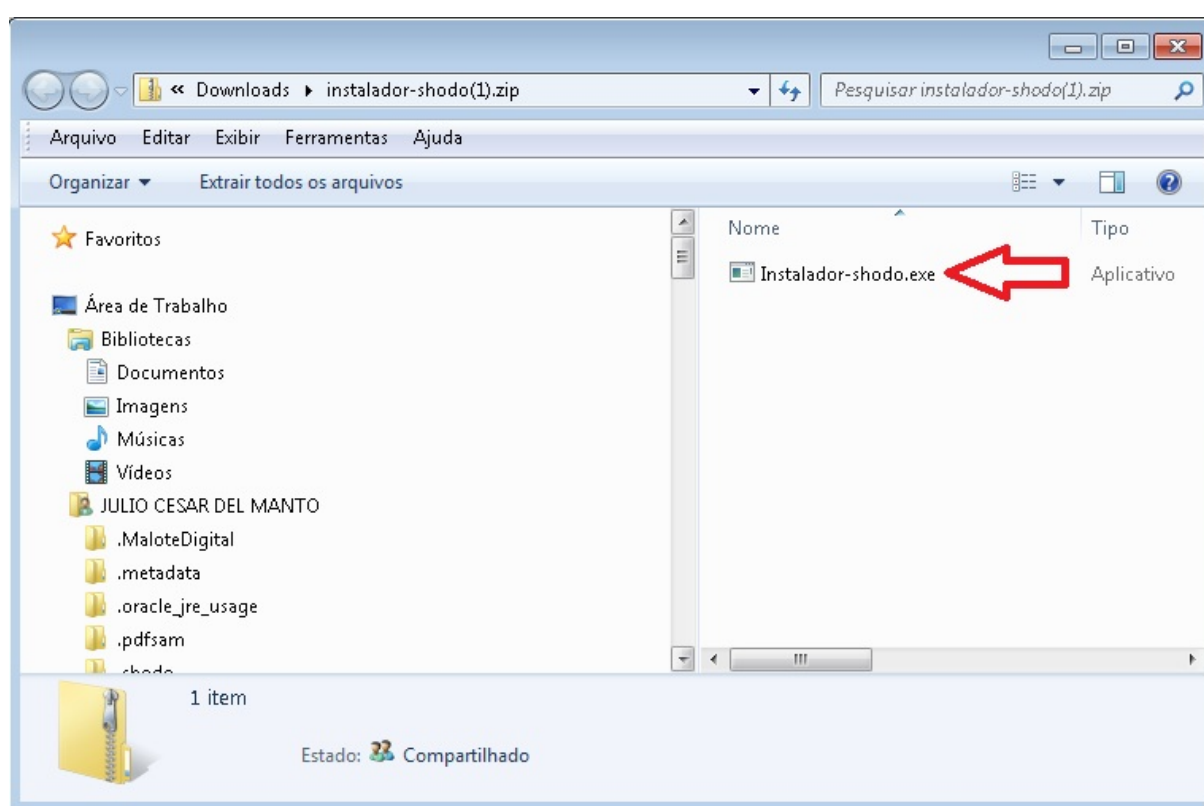 « Downloads ▸ instalador-shodo(1).zip
Pesquisar instalador-shodo(1).zip
Arquivo Editar Exibir Ferramentas Ajuda
Organizar Extrair todos os arquivos
Favoritos
Área de Trabalho
Bibliotecas
Documentos
Imagens
Músicas
Vídeos
JULIO CESAR DEL MANTO
.MaloteDigital
.metadata
.oracle_jre_usage
.pdfsam
.shodo
Nome Tipo
Instalador-shodo.exe Aplicativo
1 item
Estado: Compartilhado